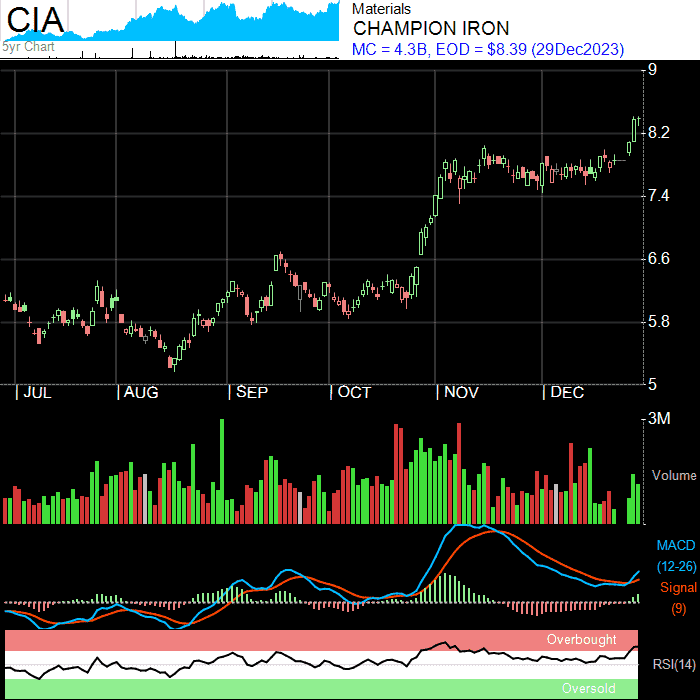 CIA
5yr Chart
Materials
CHAMPION IRON
MC = 4.3B, EOD = $8.39 (29Dec2023)
9
8.2
7.4
6.6
5.8
5
JUL
AUG
SEP
OCT
NOV
DEC
3M
Volume
MACD
(12-26)
Signal
(9)
Overbought
RSI(14)
Oversold